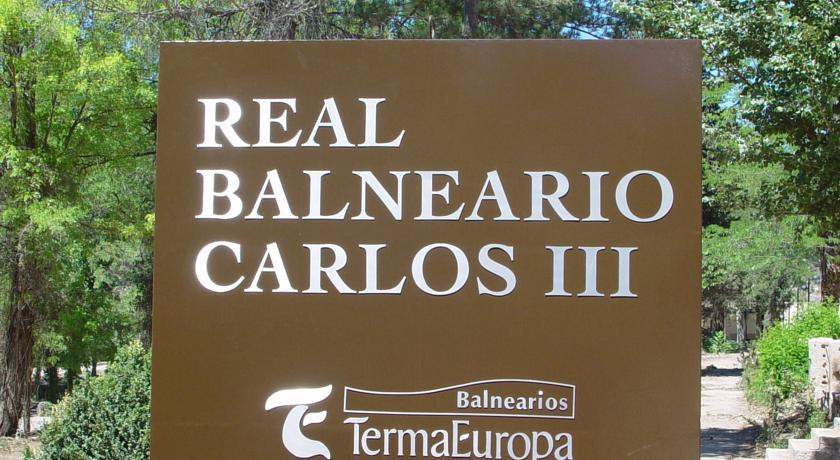 REAL
BALNEARIO
CARLOS III
Balnearios
TermaEuropa